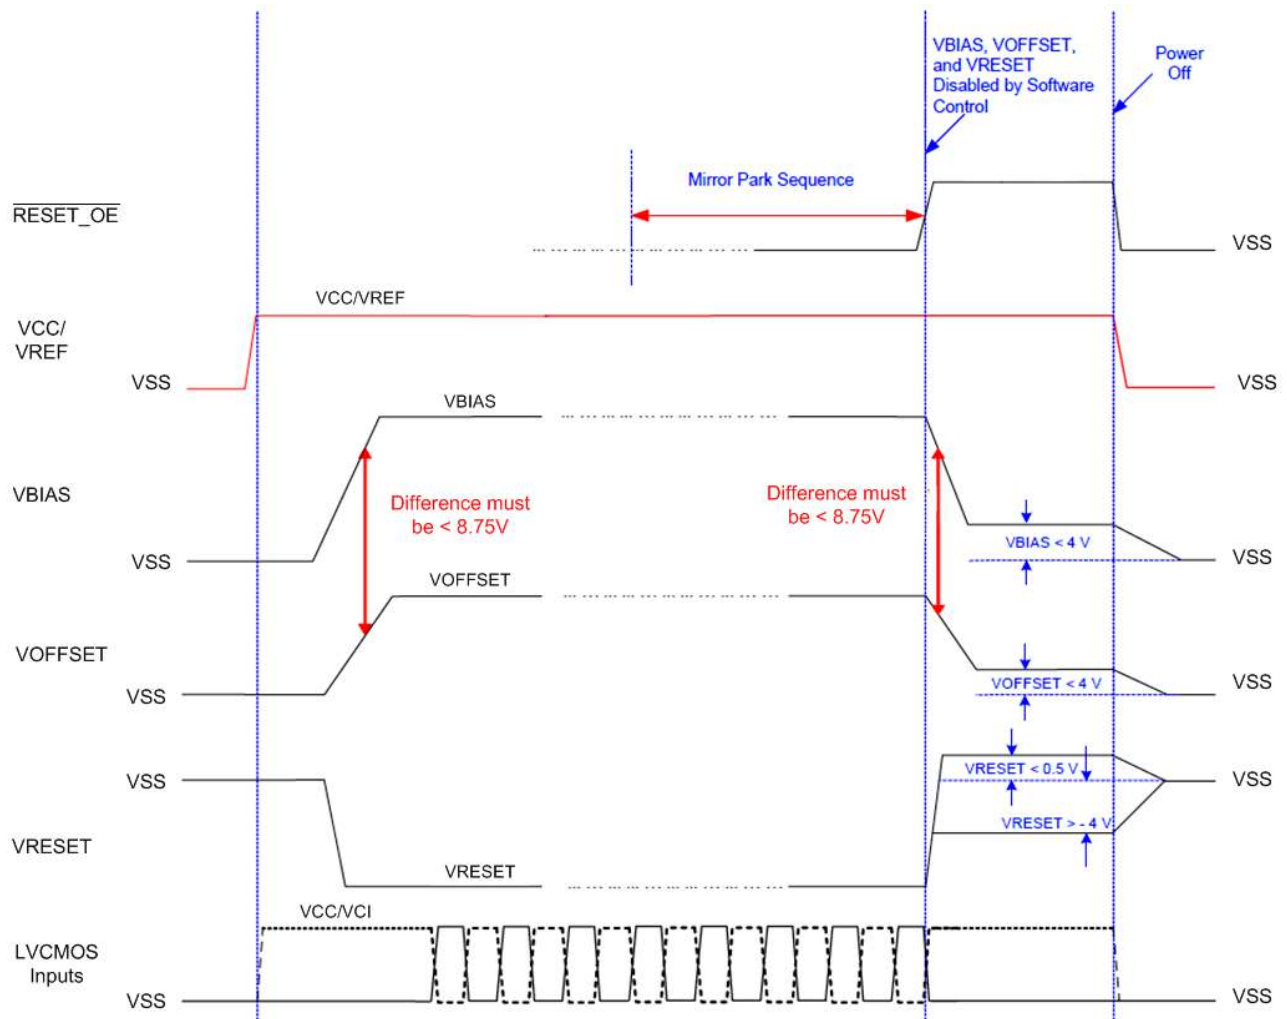 VBIAS, VOFFSET,
and VRESET
Disabled by Software
Control
Power
Off
Mirror Park Sequence
RESET_OE
VSS
VCC/VREF
VCC/
VREF
VSS
VSS
VBIAS
VBIAS
Difference must
be < 8.75V
Difference must
be < 8.75V
VBIAS < 4 V
VSS
VSS
VOFFSET
VOFFSET
VOFFSET < 4 V
VSS
VSS
VSS
VRESET < 0.5 V
VSS
VRESET > - 4 V
VRESET
VRESET
VCC/VCI
LVCMOS
Inputs
VSS
VSS